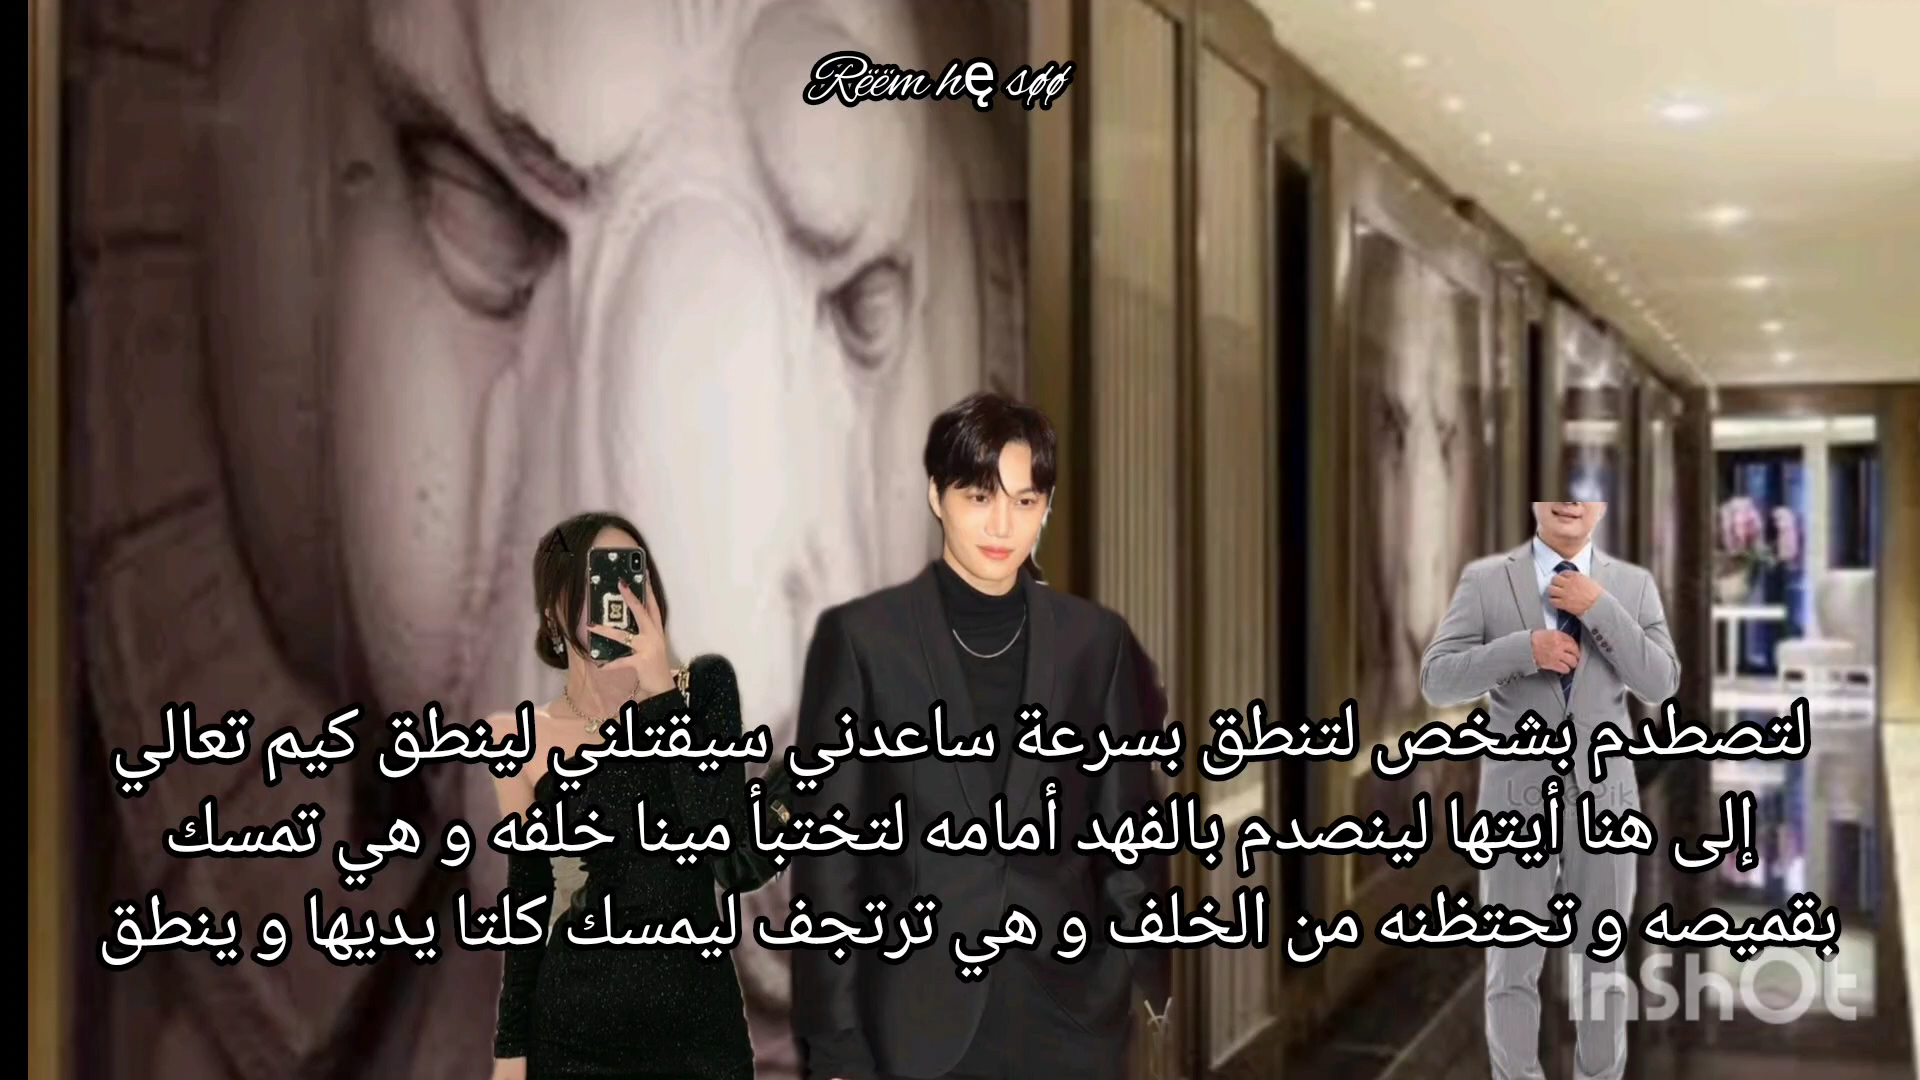 Rëëm hę søø
لتصطدم بشخص لتنطق بسرعة ساعدني سيقتلني لينطق كيم تعالي
إلى هنا أيتها لينصدم بالفهد أمامه لتختبأ مينا خلفه و هي تمسك
بقميصه و تحتظنه من الخلف و هي ترتجف ليمسك كلتا يديها و ينطق
InShOt